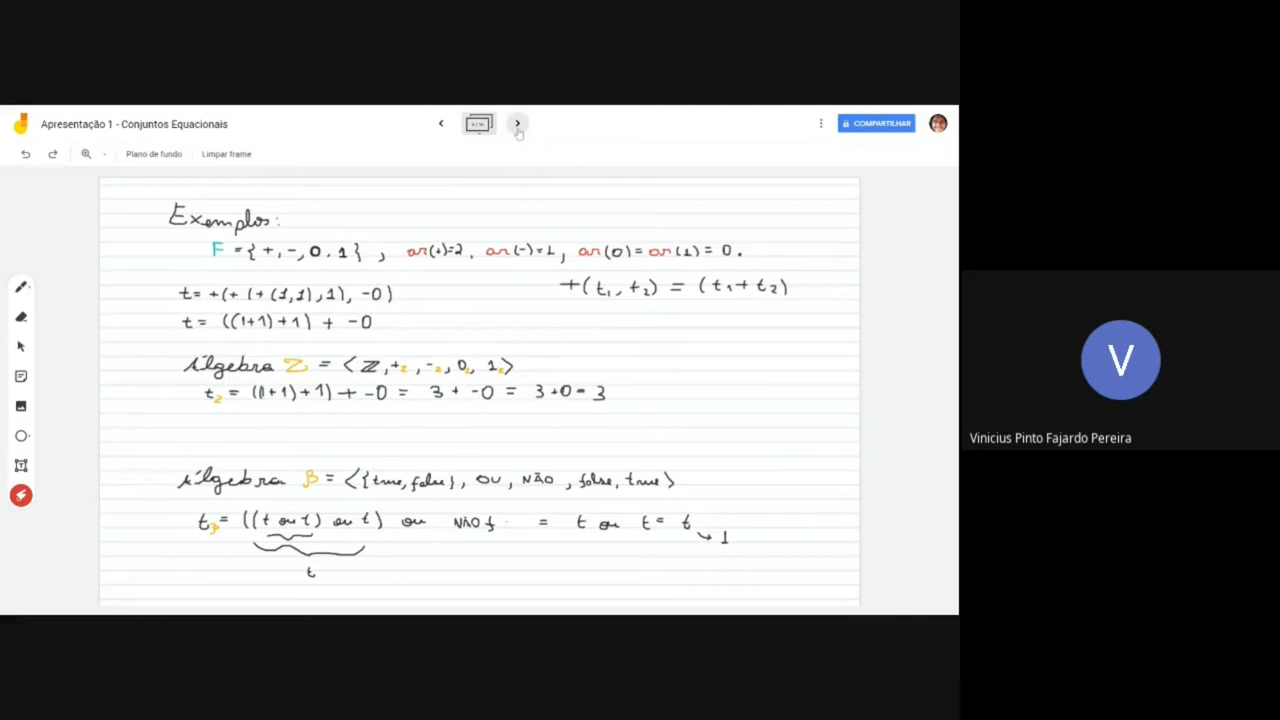 Apresentação 1 - Conjuntos Equacionais
COMPARTILHAR
Plano de fundo
Limpar frame
Exemplos:
F = { +, -, 0, 1 } , ar(+)=2, ar(-)=1, ar(0)=ar(1)=0.
t= +(+ (+(1,1),1), -0)
+(t₁, t₂) = (t₁+t₂)
t= ((1+1)+1) + -0
Álgebra Z = <ℤ, +z, -z, 0z, 1z>
tz = ((1+1)+1) + -0 = 3 + -0 = 3+0 = 3
Álgebra β = <{true, false}, OU, NÃO, false, true>
tβ = ((t ou t) ou t) ou NÃO f = t ou t = t
↘ 1
t
V
Vinicius Pinto Fajardo Pereira